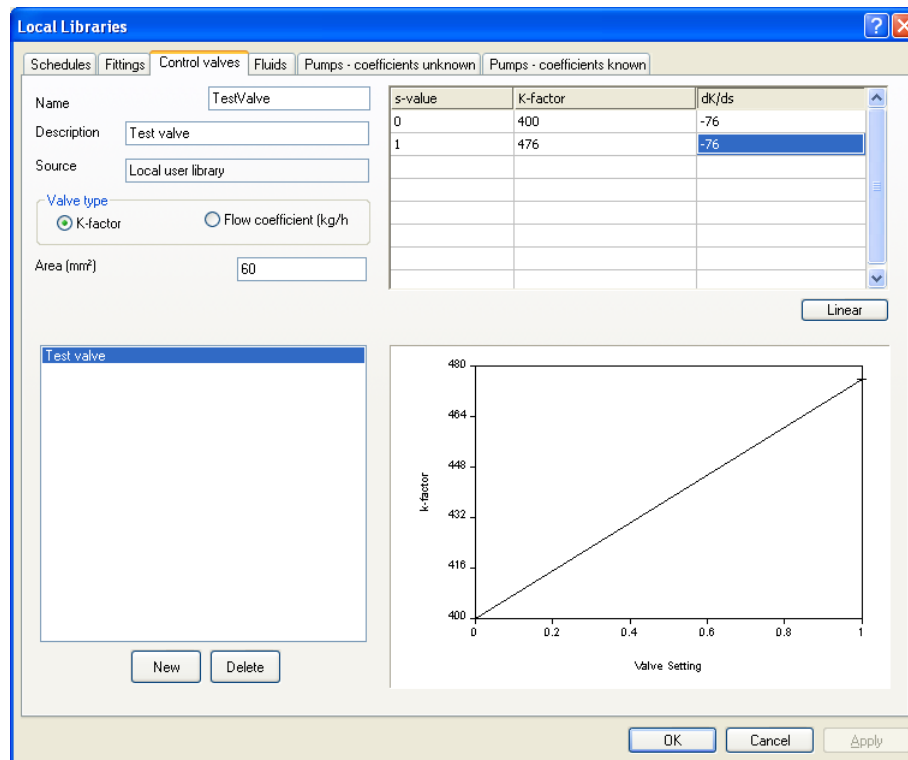 Local Libraries
Schedules Fittings Control valves Fluids Pumps - coefficients unknown Pumps - coefficients known
Name TestValve
Description Test valve
Source Local user library
Valve type
K-factor Flow coefficient (kg/h
Area (mm²) 60
s-value K-factor dK/ds
0 400 -76
1 476 -76
Linear
Test valve
New Delete
480
464
448
432
416
400
k-factor
0 0.2 0.4 0.6 0.8 1
Valve Setting
OK Cancel Apply